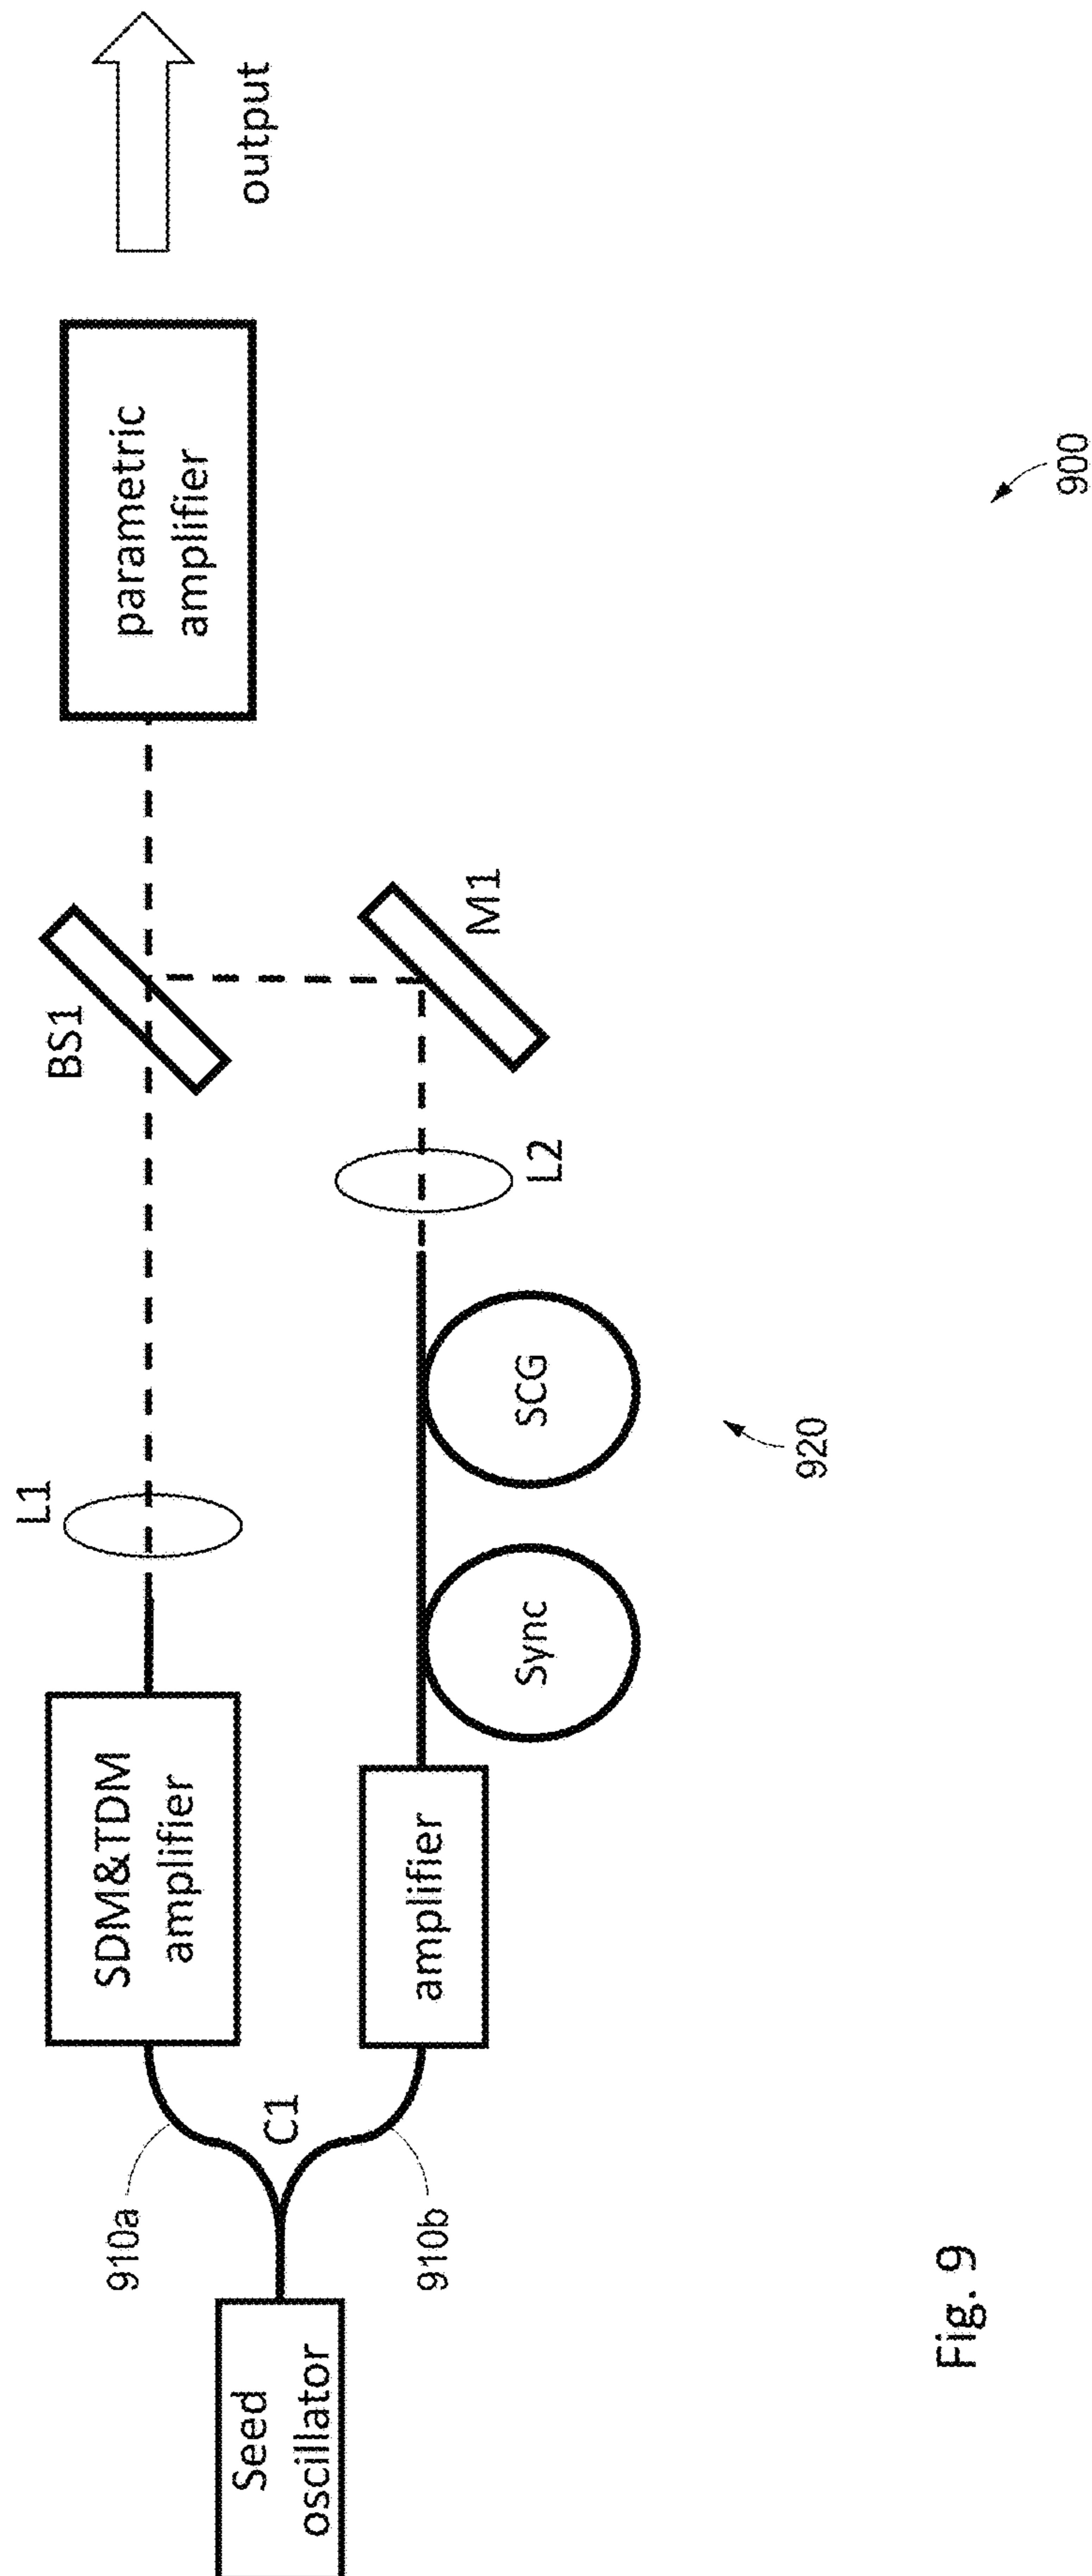 Seed
oscillator
910a
C1
910b
SDM&TDM
amplifier
amplifier
L1
Sync
SCG
920
L2
BS1
M1
parametric
amplifier
output
900
Fig. 9